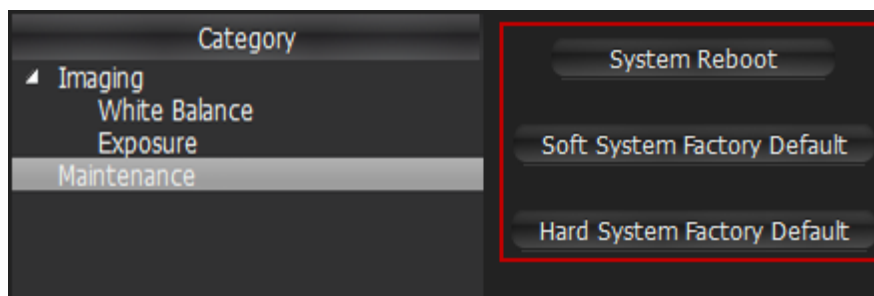 Category
Imaging
White Balance
Exposure
Maintenance
System Reboot
Soft System Factory Default
Hard System Factory Default